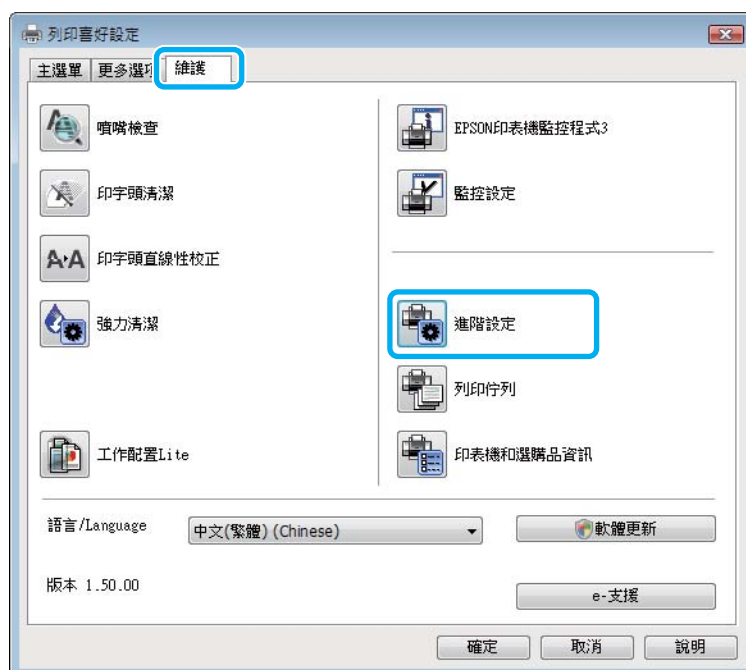 列印喜好設定
主選單 更多選項 維護
噴嘴檢查
印字頭清潔
A▸A 印字頭直線性校正
強力清潔
工作配置Lite
EPSON印表機監控程式3
監控設定
進階設定
列印佇列
印表機和選購品資訊
語言/Language 中文(繁體) (Chinese) 軟體更新
版本 1.50.00 e-支援
確定 取消 說明